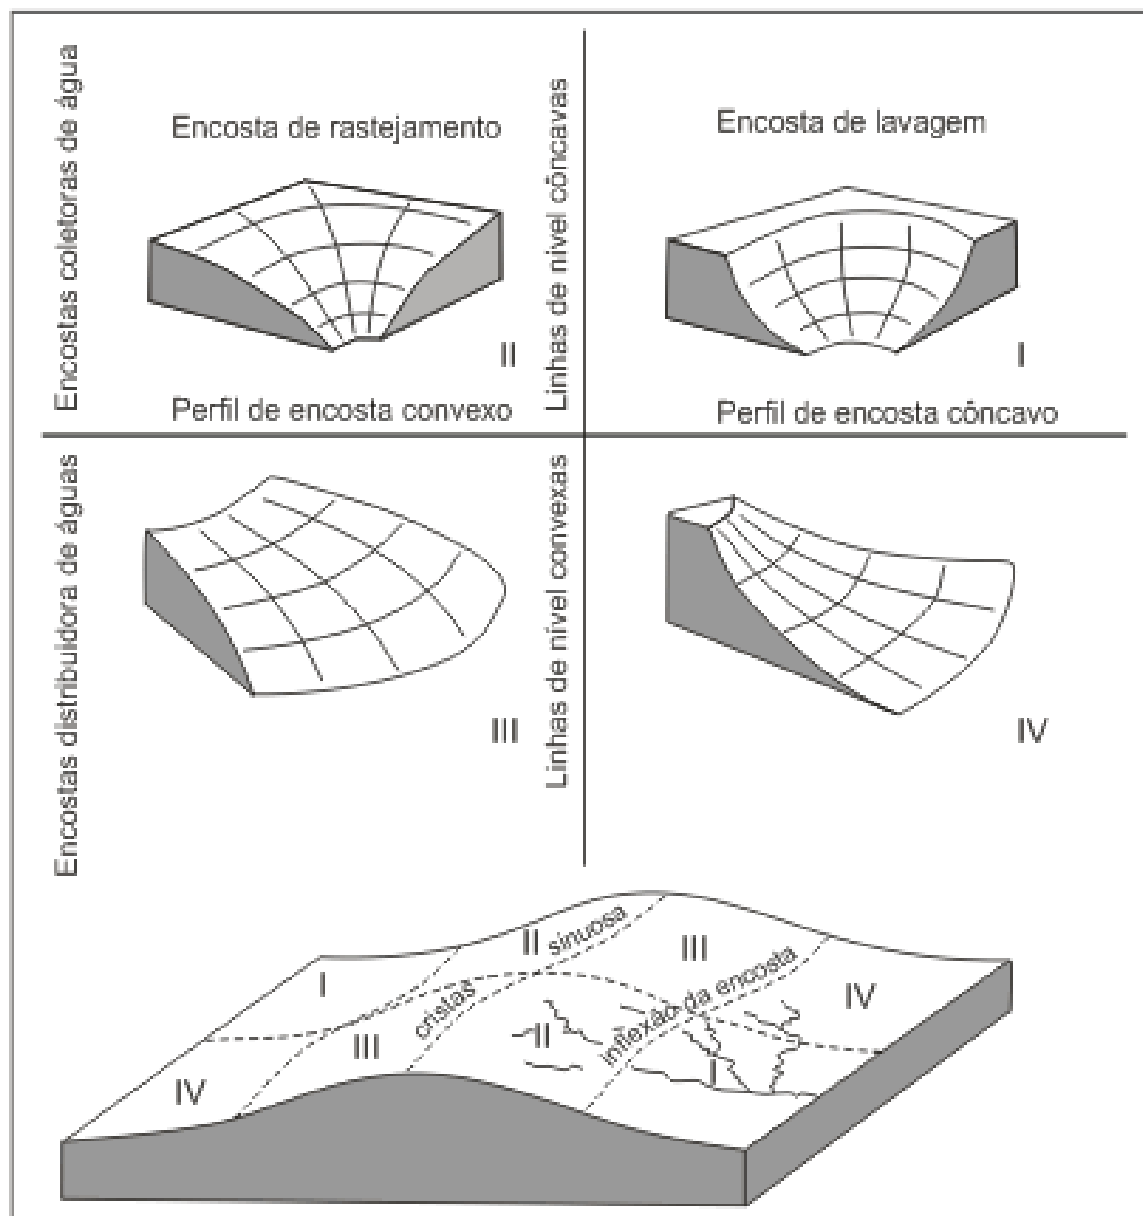 Encostas coletoras de água
Encosta de rastejamento
II
Perfil de encosta convexo
Linhas de nível côncavas
Encosta de lavagem
I
Perfil de encosta côncavo
Encostas distribuidora de águas
III
Linhas de nível convexas
IV
II
sinuosa
III
I
cristas
inflexão da encosta
IV
III
II
I
IV